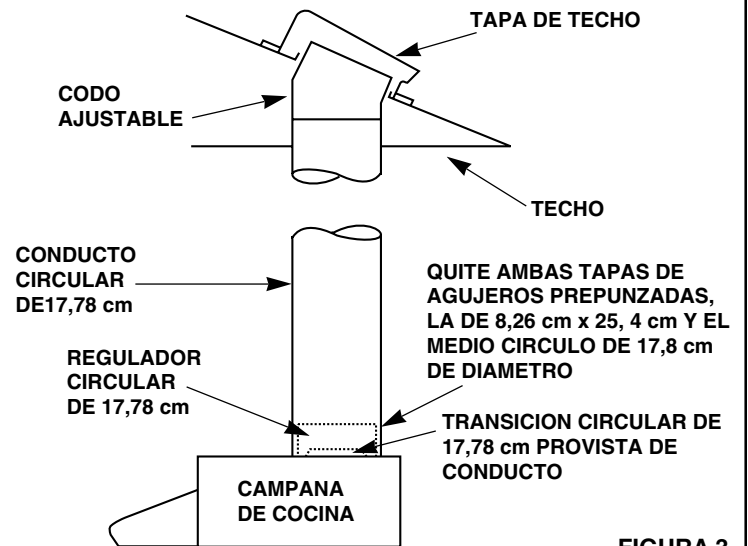 TAPA DE TECHO
CODO
AJUSTABLE
TECHO
CONDUCTO
CIRCULAR
DE17,78 cm
QUITE AMBAS TAPAS DE
AGUJEROS PREPUNZADAS,
LA DE 8,26 cm x 25, 4 cm Y EL
MEDIO CIRCULO DE 17,8 cm
DE DIAMETRO
REGULADOR
CIRCULAR
DE 17,78 cm
TRANSICION CIRCULAR DE
17,78 cm PROVISTA DE
CONDUCTO
CAMPANA
DE COCINA
FIGURA